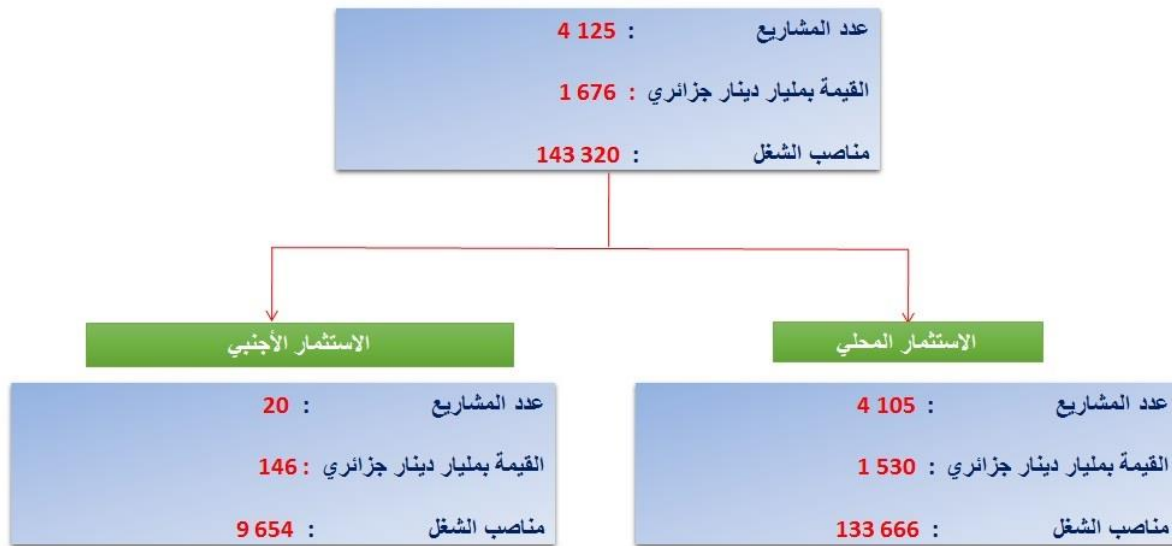 عدد المشاريع : 4 125
القيمة بمليار دينار جزائري : 1 676
مناصب الشغل : 143 320
الاستثمار المحلي
عدد المشاريع : 4 105
القيمة بمليار دينار جزائري : 1 530
مناصب الشغل : 133 666
الاستثمار الأجنبي
عدد المشاريع : 20
القيمة بمليار دينار جزائري : 146
مناصب الشغل : 9 654